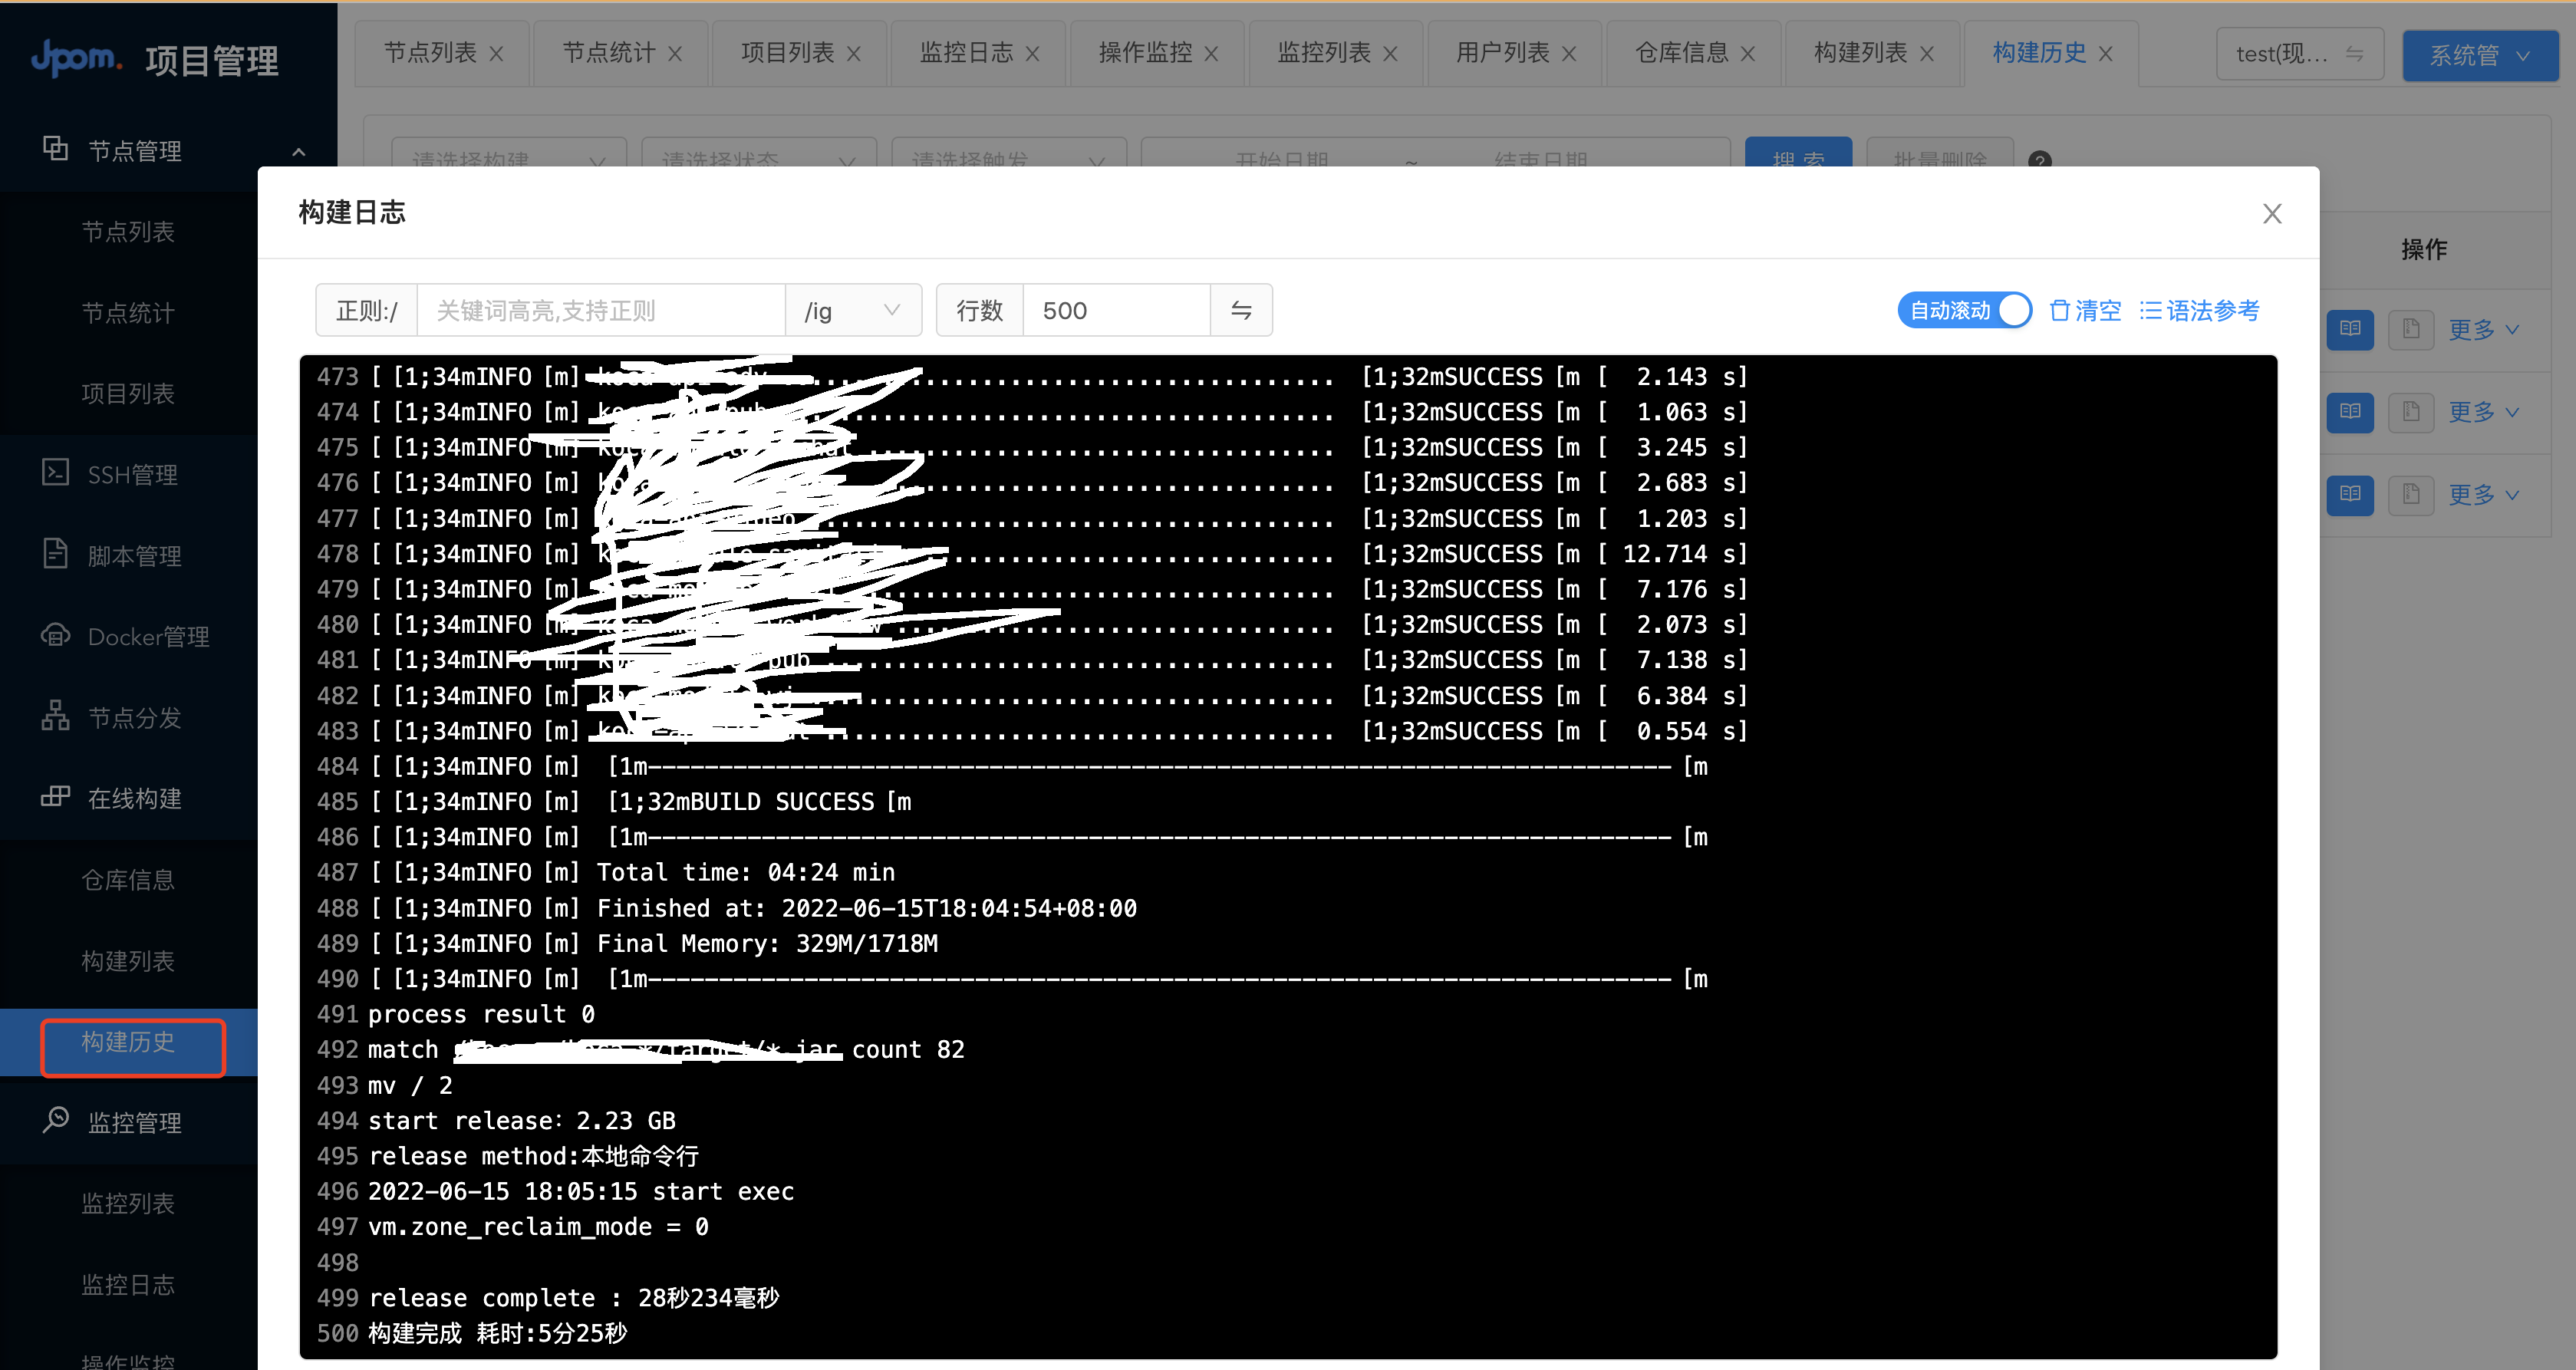 Jpom. 项目管理
节点列表 节点统计 项目列表 监控日志 操作监控 监控列表 用户列表 仓库信息 构建列表 构建历史 test(现... 系统管
节点管理
请选择构建 请选择状态 请选择触发 开始日期 ~ 结束日期 搜 索 批量删除
节点列表
节点统计
项目列表
SSH管理
脚本管理
Docker管理
节点分发
在线构建
仓库信息
构建列表
构建历史
监控管理
监控列表
监控日志
操作监控
操作
更多
更多
更多
构建日志
正则:/ 关键词高亮,支持正则 /ig 行数 500 自动滚动 清空 语法参考
473 [ [1;34mINFO [m] .................................... [1;32mSUCCESS [m [  2.143 s]
474 [ [1;34mINFO [m] .................................... [1;32mSUCCESS [m [  1.063 s]
475 [ [1;34mINFO [m] ................................. [1;32mSUCCESS [m [  3.245 s]
476 [ [1;34mINFO [m] ............................. [1;32mSUCCESS [m [  2.683 s]
477 [ [1;34mINFO [m] .................................... [1;32mSUCCESS [m [  1.203 s]
478 [ [1;34mINFO [m] ............................ [1;32mSUCCESS [m [ 12.714 s]
479 [ [1;34mINFO [m] ................................. [1;32mSUCCESS [m [  7.176 s]
480 [ [1;34mINFO [m] ............................... [1;32mSUCCESS [m [  2.073 s]
481 [ [1;34mINFO [m] .................................... [1;32mSUCCESS [m [  7.138 s]
482 [ [1;34mINFO [m] ................................. [1;32mSUCCESS [m [  6.384 s]
483 [ [1;34mINFO [m] .................................... [1;32mSUCCESS [m [  0.554 s]
484 [ [1;34mINFO [m]  [1m------------------------------------------------------------------------ [m
485 [ [1;34mINFO [m]  [1;32mBUILD SUCCESS [m
486 [ [1;34mINFO [m]  [1m------------------------------------------------------------------------ [m
487 [ [1;34mINFO [m] Total time: 04:24 min
488 [ [1;34mINFO [m] Finished at: 2022-06-15T18:04:54+08:00
489 [ [1;34mINFO [m] Final Memory: 329M/1718M
490 [ [1;34mINFO [m]  [1m------------------------------------------------------------------------ [m
491 process result 0
492 match /target/*.jar count 82
493 mv / 2
494 start release: 2.23 GB
495 release method:本地命令行
496 2022-06-15 18:05:15 start exec
497 vm.zone_reclaim_mode = 0
498
499 release complete : 28秒234毫秒
500 构建完成 耗时:5分25秒